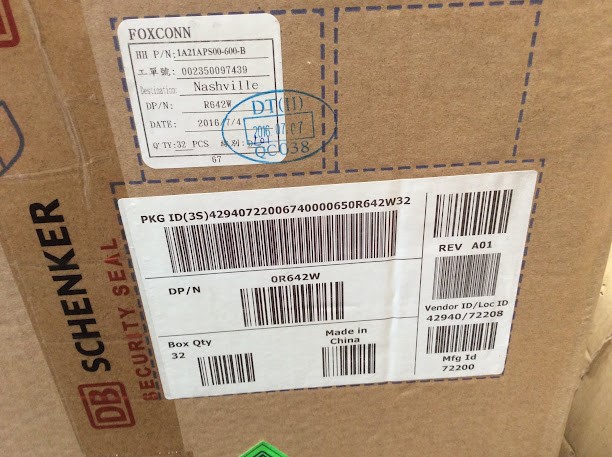 FOXCONN
HH P/N: 1A21APS00-600-B
工單號: 002350097439
Destination: Nashville
DP/N: R642W
DATE: 2016/7/4
Q'TY:32 PCS
67
DT(II)
2016.07.07
QC038
PKG ID(3S)42940722006740000650R642W32
DP/N 0R642W
Box Qty
32
Made in
China
REV A01
Vendor ID/Loc ID
42940/72208
Mfg Id
72200
DB SCHENKER
SECURITY SEAL